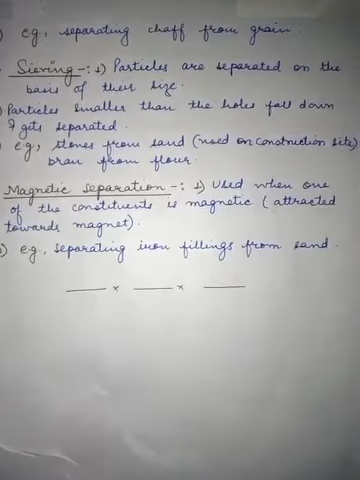 ) eg, separating chaff from grain.
Sieving -: 1) Particles are separated on the
basis of their size.
) Particles smaller than the holes fall down
& gets separated.
) e.g, stones from sand (used on construction site)
bran from flour.
Magnetic separation -: 1) Used when one
of the constituents is magnetic (attracted
towards magnet).
) e.g., separating iron fillings from sand.